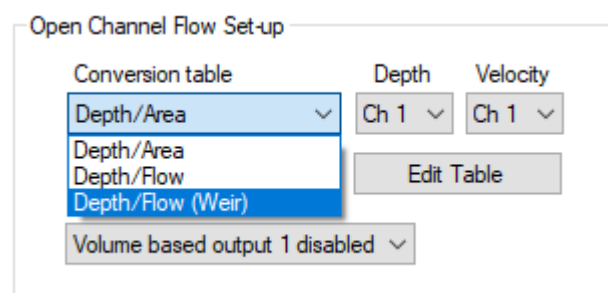 Open Channel Flow Set-up
Conversion table Depth Velocity
Depth/Area Ch 1 Ch 1
Depth/Area
Depth/Flow
Edit Table
Depth/Flow (Weir)
Volume based output 1 disabled